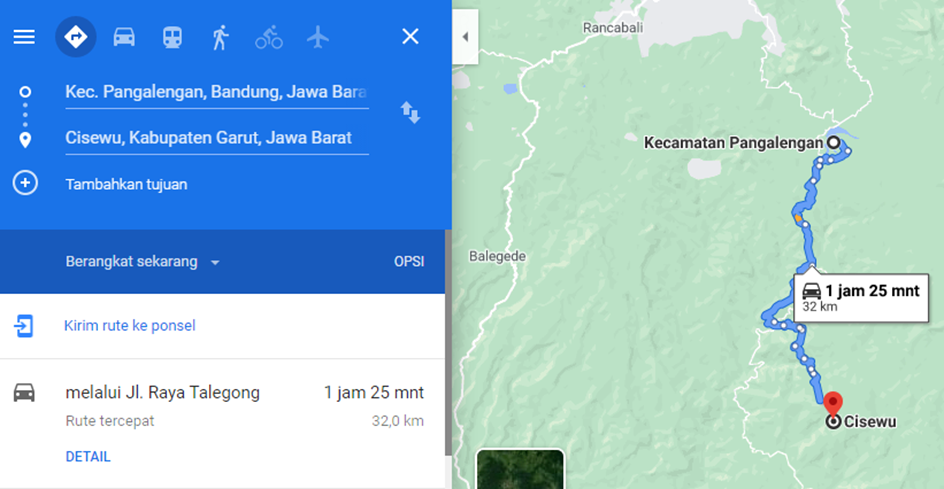 Kec. Pangalengan, Bandung, Jawa Bara
Cisewu, Kabupaten Garut, Jawa Barat
Tambahkan tujuan
Berangkat sekarang
OPSI
Kirim rute ke ponsel
melalui Jl. Raya Talegong
1 jam 25 mnt
Rute tercepat
32,0 km
DETAIL
Rancabali
Kecamatan Pangalengan
Balegede
1 jam 25 mnt
32 km
Cisewu